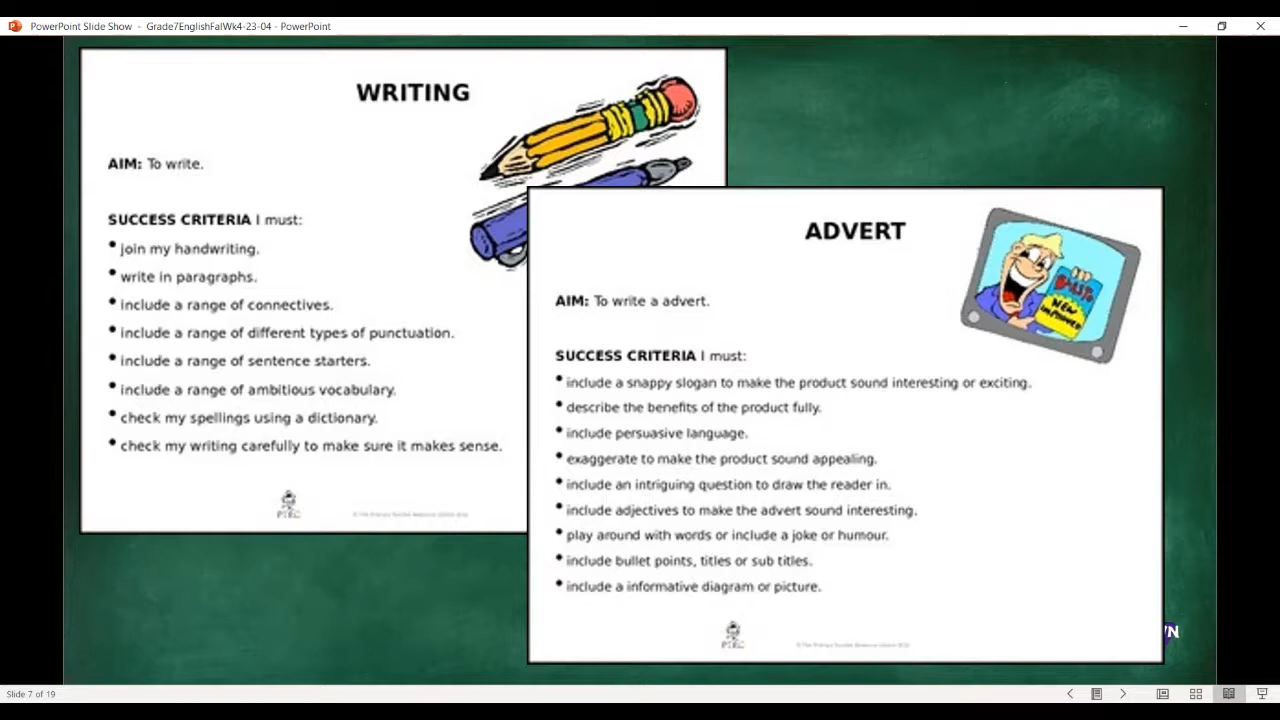 PowerPoint Slide Show - Grade7EnglishFalWk4-23-04 - PowerPoint
WRITING
AIM: To write.
SUCCESS CRITERIA I must:
• join my handwriting.
• write in paragraphs.
• include a range of connectives.
• include a range of different types of punctuation.
• include a range of sentence starters.
• include a range of ambitious vocabulary.
• check my spellings using a dictionary.
• check my writing carefully to make sure it makes sense.
ADVERT
NEW
IMPROVED
AIM: To write a advert.
SUCCESS CRITERIA I must:
• include a snappy slogan to make the product sound interesting or exciting.
• describe the benefits of the product fully.
• include persuasive language.
• exaggerate to make the product sound appealing.
• include an intriguing question to draw the reader in.
• include adjectives to make the advert sound interesting.
• play around with words or include a joke or humour.
• include bullet points, titles or sub titles.
• include a informative diagram or picture.
Slide 7 of 19